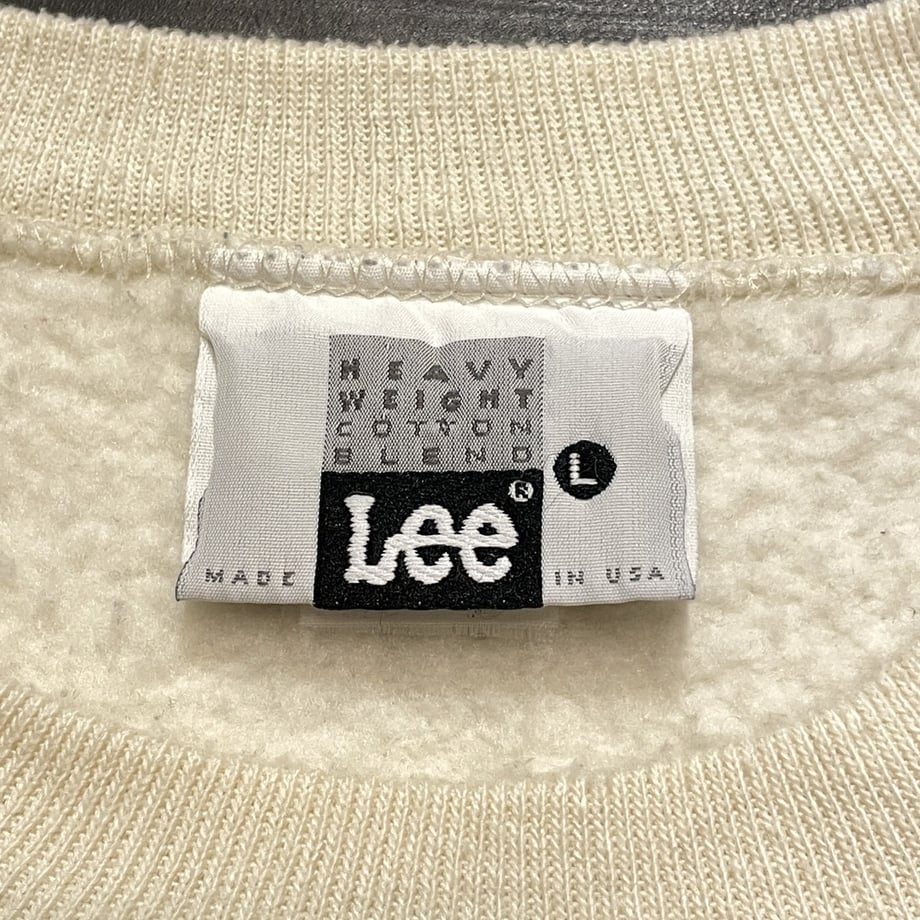 HEAVY
WEIGHT
COTTON
BLEND
L
Lee®
MADE IN USA